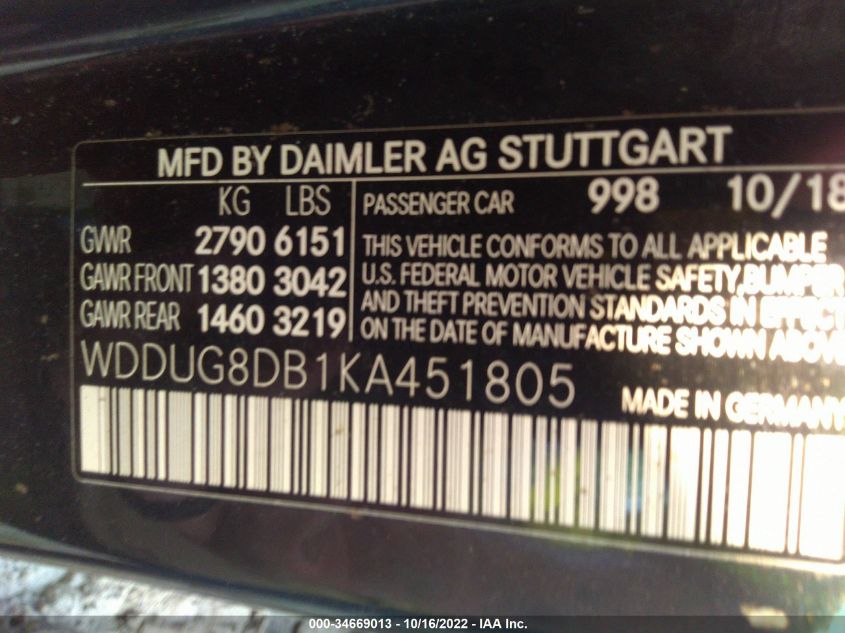 MFD BY DAIMLER AG STUTTGART
KG LBS
GVWR 2790 6151
GAWR FRONT 1380 3042
GAWR REAR 1460 3219
PASSENGER CAR 998 10/18
THIS VEHICLE CONFORMS TO ALL APPLICABLE
U.S. FEDERAL MOTOR VEHICLE SAFETY, BUMPER
AND THEFT PREVENTION STANDARDS IN EFFECT
ON THE DATE OF MANUFACTURE SHOWN ABOVE
WDDUG8DB1KA451805
MADE IN GERMANY
000-34669013 - 10/16/2022 - IAA Inc.